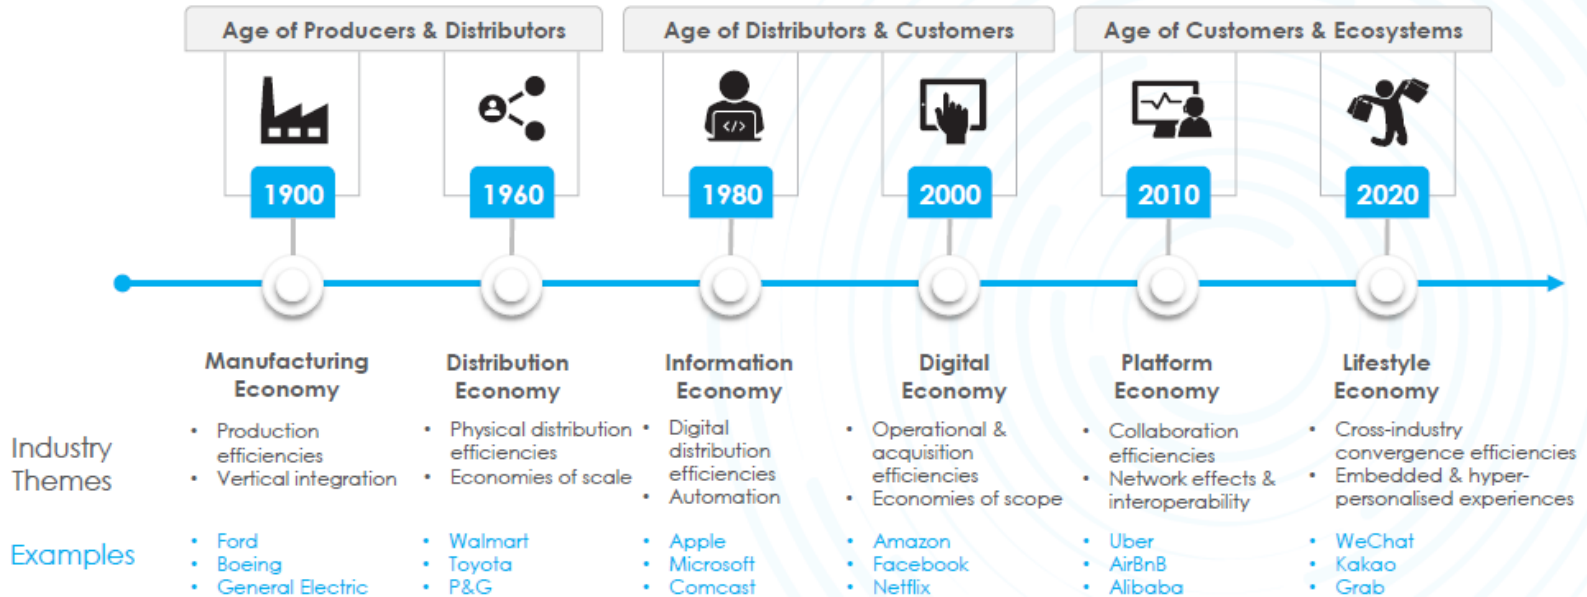 Age of Producers & Distributors
Age of Distributors & Customers
Age of Customers & Ecosystems
</>
1900
1960
1980
2000
2010
2020
Manufacturing
Economy
Distribution
Economy
Information
Economy
Digital
Economy
Platform
Economy
Lifestyle
Economy
Industry
Themes
• Production
efficiencies
• Vertical integration
• Physical distribution
efficiencies
• Economies of scale
• Digital
distribution
efficiencies
• Automation
• Operational &
acquisition
efficiencies
• Economies of scope
• Collaboration
efficiencies
• Network effects &
interoperability
• Cross-industry
convergence efficiencies
• Embedded & hyper-
personalised experiences
Examples
• Ford
• Boeing
• General Electric
• Walmart
• Toyota
• P&G
• Apple
• Microsoft
• Comcast
• Amazon
• Facebook
• Netflix
• Uber
• AirBnB
• Alibaba
• WeChat
• Kakao
• Grab